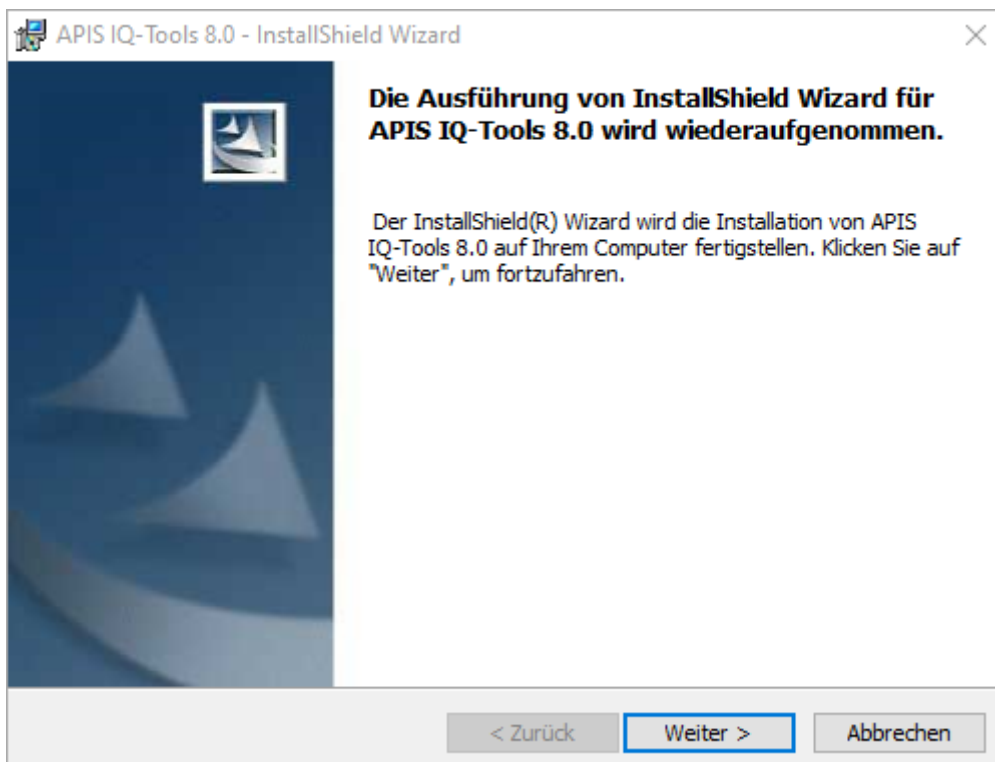 APIS IQ-Tools 8.0 - InstallShield Wizard
Die Ausführung von InstallShield Wizard für
APIS IQ-Tools 8.0 wird wiederaufgenommen.
Der InstallShield(R) Wizard wird die Installation von APIS
IQ-Tools 8.0 auf Ihrem Computer fertigstellen. Klicken Sie auf
"Weiter", um fortzufahren.
< Zurück Weiter > Abbrechen